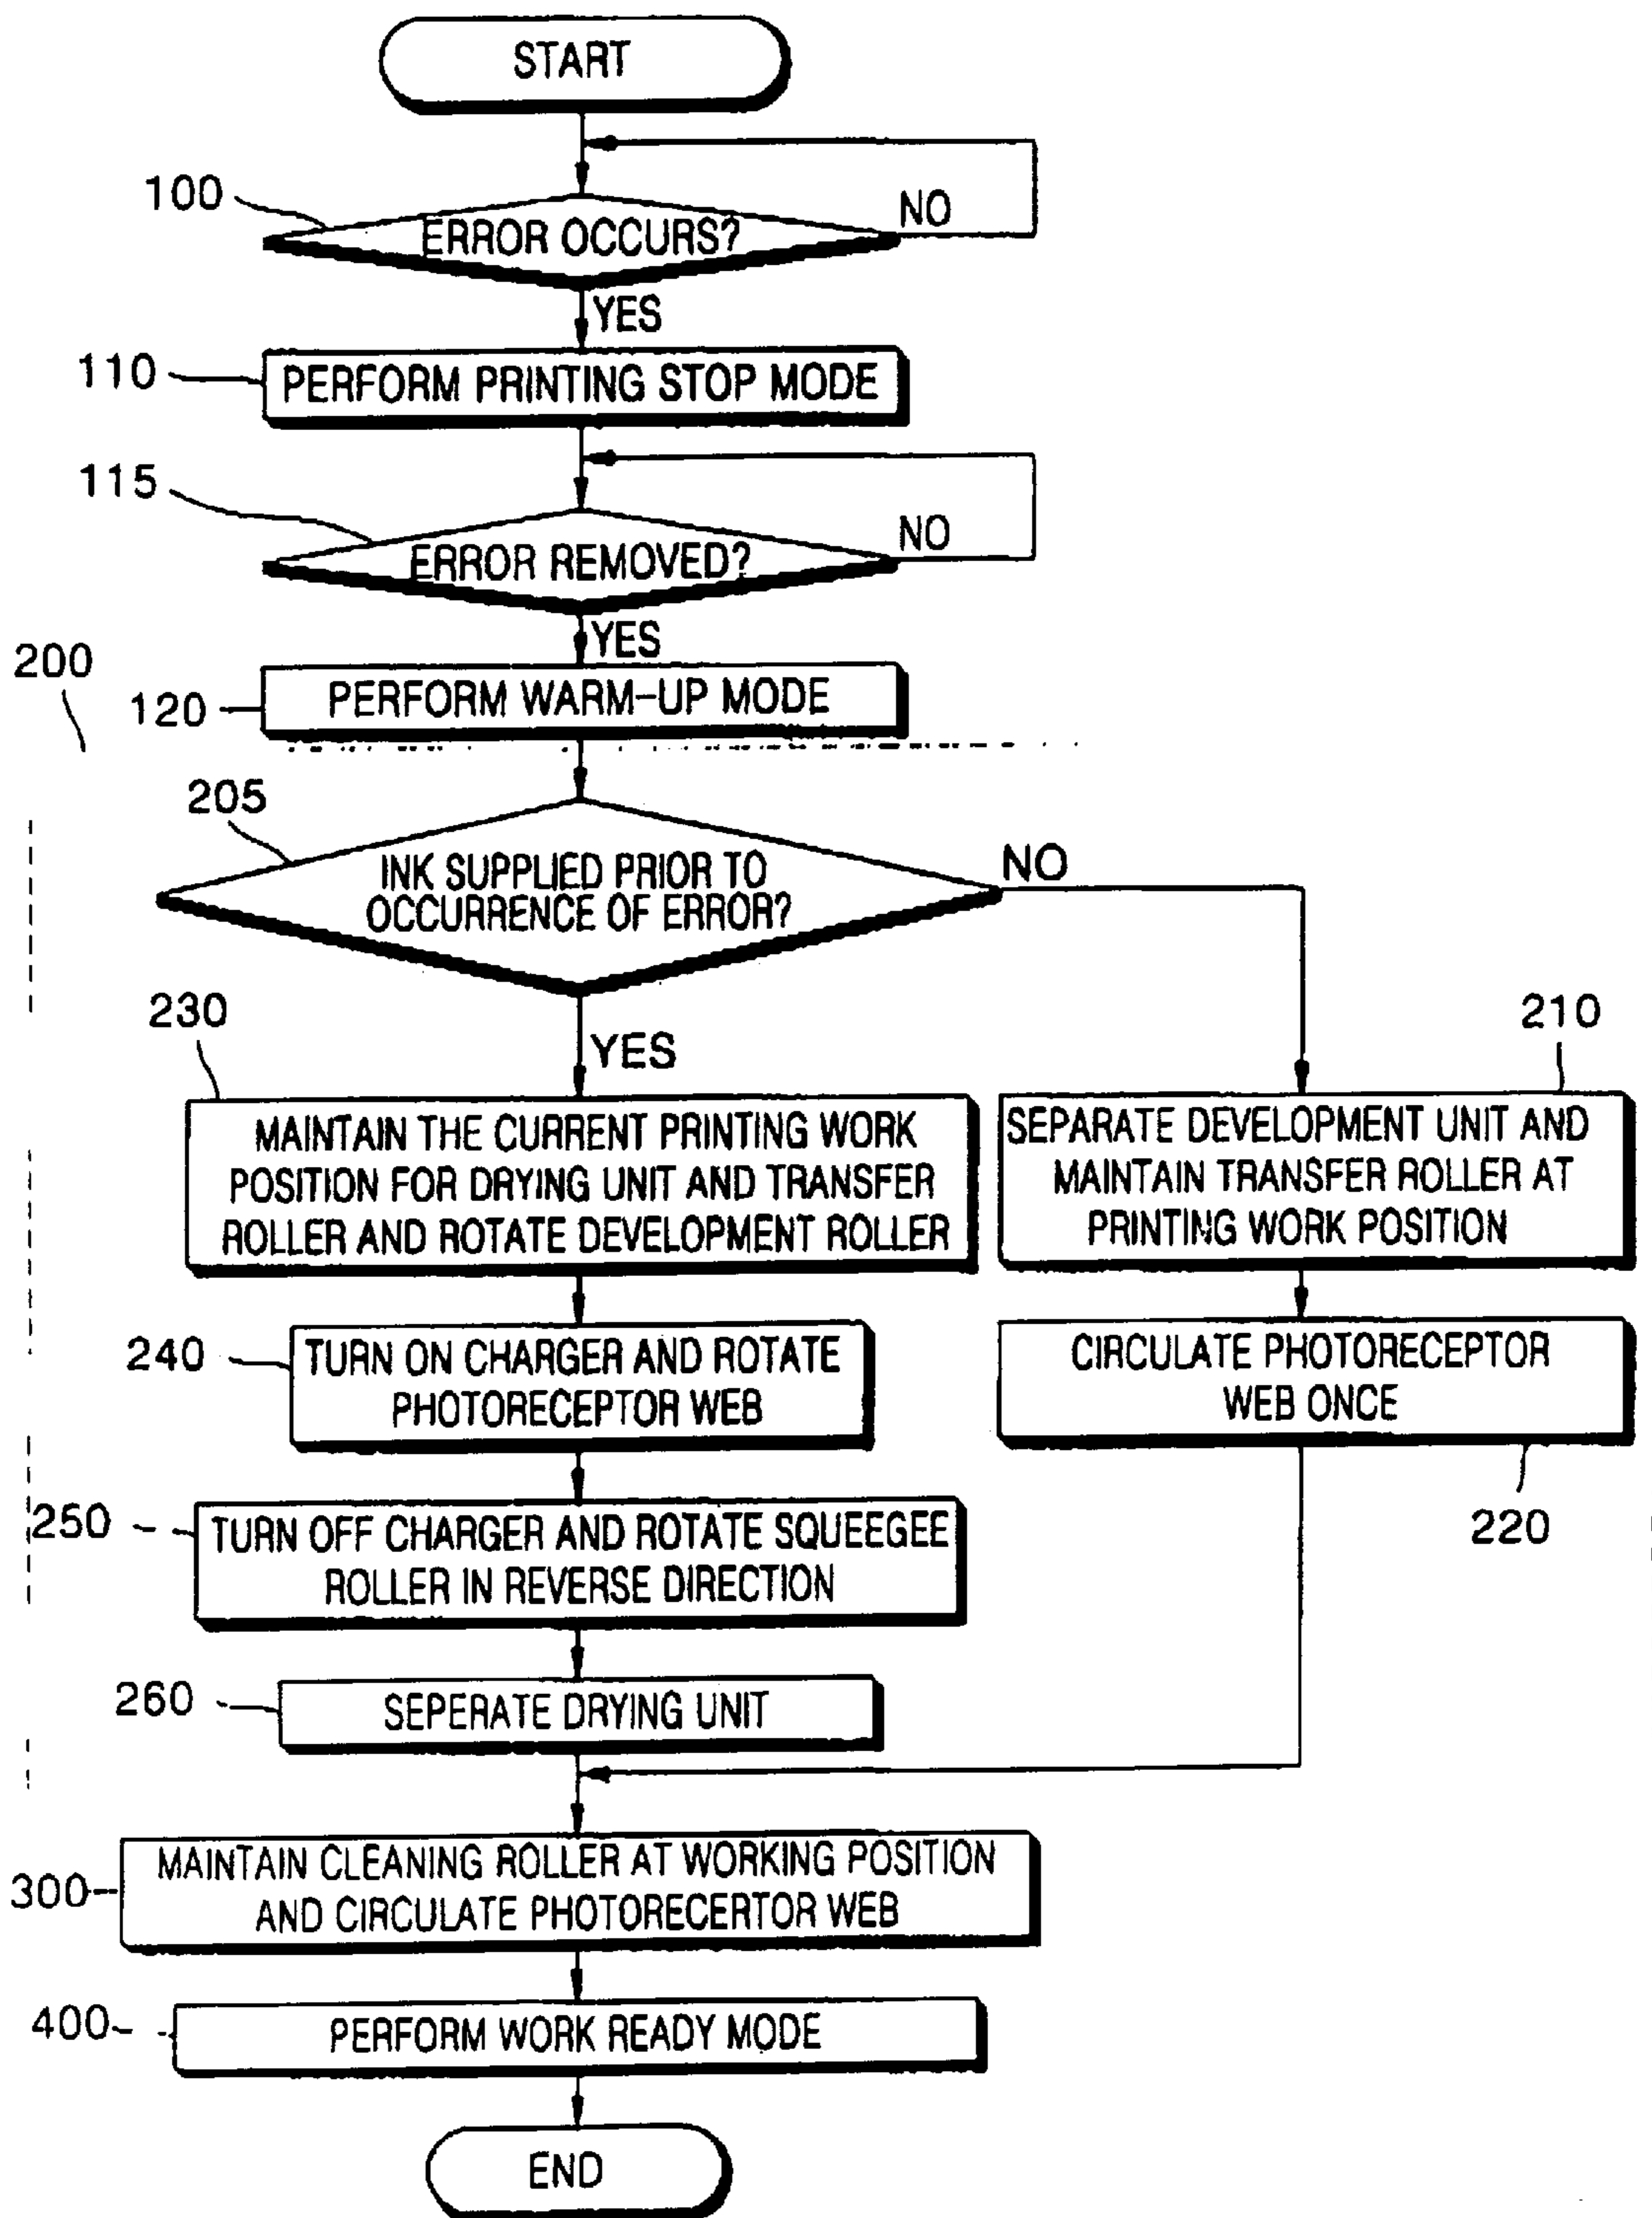 START
100
ERROR OCCURS?
NO
YES
110
PERFORM PRINTING STOP MODE
115
ERROR REMOVED?
NO
YES
200
120
PERFORM WARM-UP MODE
205
INK SUPPLIED PRIOR TO
OCCURRENCE OF ERROR?
NO
YES
230
MAINTAIN THE CURRENT PRINTING WORK
POSITION FOR DRYING UNIT AND TRANSFER
ROLLER AND ROTATE DEVELOPMENT ROLLER
210
SEPARATE DEVELOPMENT UNIT AND
MAINTAIN TRANSFER ROLLER AT
PRINTING WORK POSITION
240
TURN ON CHARGER AND ROTATE
PHOTORECEPTOR WEB
CIRCULATE PHOTORECEPTOR
WEB ONCE
220
250
TURN OFF CHARGER AND ROTATE SQUEEGEE
ROLLER IN REVERSE DIRECTION
260
SEPERATE DRYING UNIT
300
MAINTAIN CLEANING ROLLER AT WORKING POSITION
AND CIRCULATE PHOTORECERTOR WEB
400
PERFORM WORK READY MODE
END